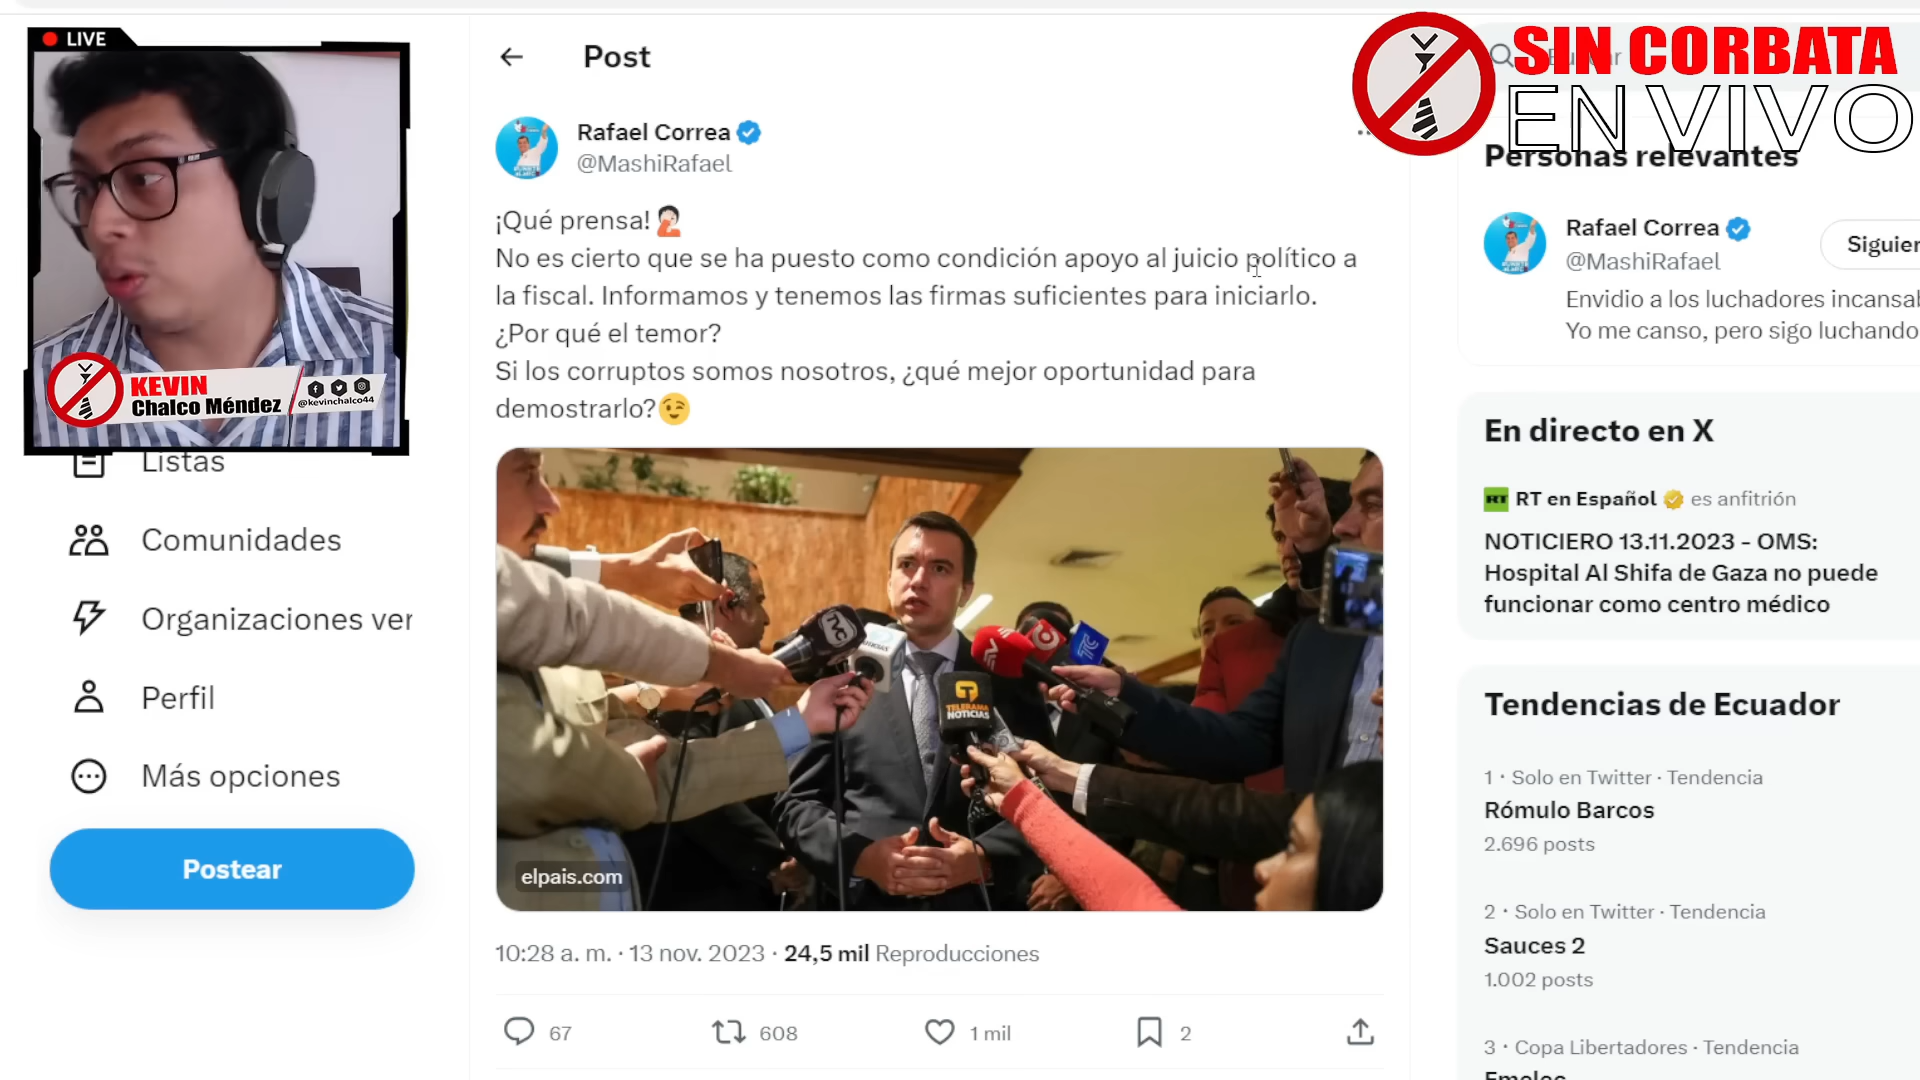 LIVE
KEVIN
Chalco Méndez
@kevinchalco44
Listas
Comunidades
Organizaciones ver
Perfil
Más opciones
Postear
Post
Rafael Correa
@MashiRafael
¡Qué prensa!
No es cierto que se ha puesto como condición apoyo al juicio político a
la fiscal. Informamos y tenemos las firmas suficientes para iniciarlo.
¿Por qué el temor?
Si los corruptos somos nosotros, ¿qué mejor oportunidad para
demostrarlo?
TVC
TC
TELERAMA
NOTICIAS
elpais.com
10:28 a. m. · 13 nov. 2023 · 24,5 mil Reproducciones
67
608
1 mil
2
SIN CORBATA
EN VIVO
Personas relevantes
Rafael Correa
@MashiRafael
Siguien
Envidio a los luchadores incansab
Yo me canso, pero sigo luchando
En directo en X
RT RT en Español es anfitrión
NOTICIERO 13.11.2023 - OMS:
Hospital Al Shifa de Gaza no puede
funcionar como centro médico
Tendencias de Ecuador
1 · Solo en Twitter · Tendencia
Rómulo Barcos
2.696 posts
2 · Solo en Twitter · Tendencia
Sauces 2
1.002 posts
3 · Copa Libertadores · Tendencia
Emelec